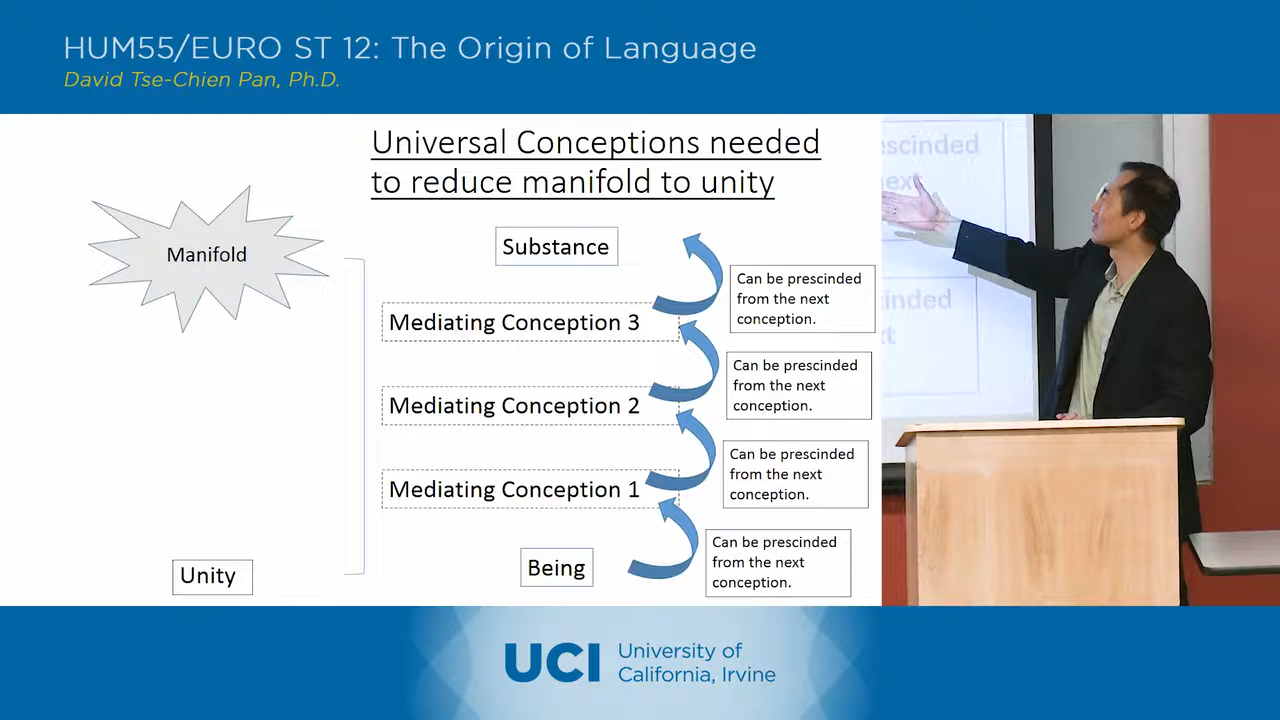 HUM55/EURO ST 12: The Origin of Language
David Tse-Chien Pan, Ph.D.
Universal Conceptions needed
to reduce manifold to unity
Manifold
Substance
Can be prescinded
from the next
conception.
Mediating Conception 3
Can be prescinded
from the next
conception.
Mediating Conception 2
Can be prescinded
from the next
conception.
Mediating Conception 1
Can be prescinded
from the next
conception.
Being
Unity
escinded
nex
inded
t
UCI
University of
California, Irvine